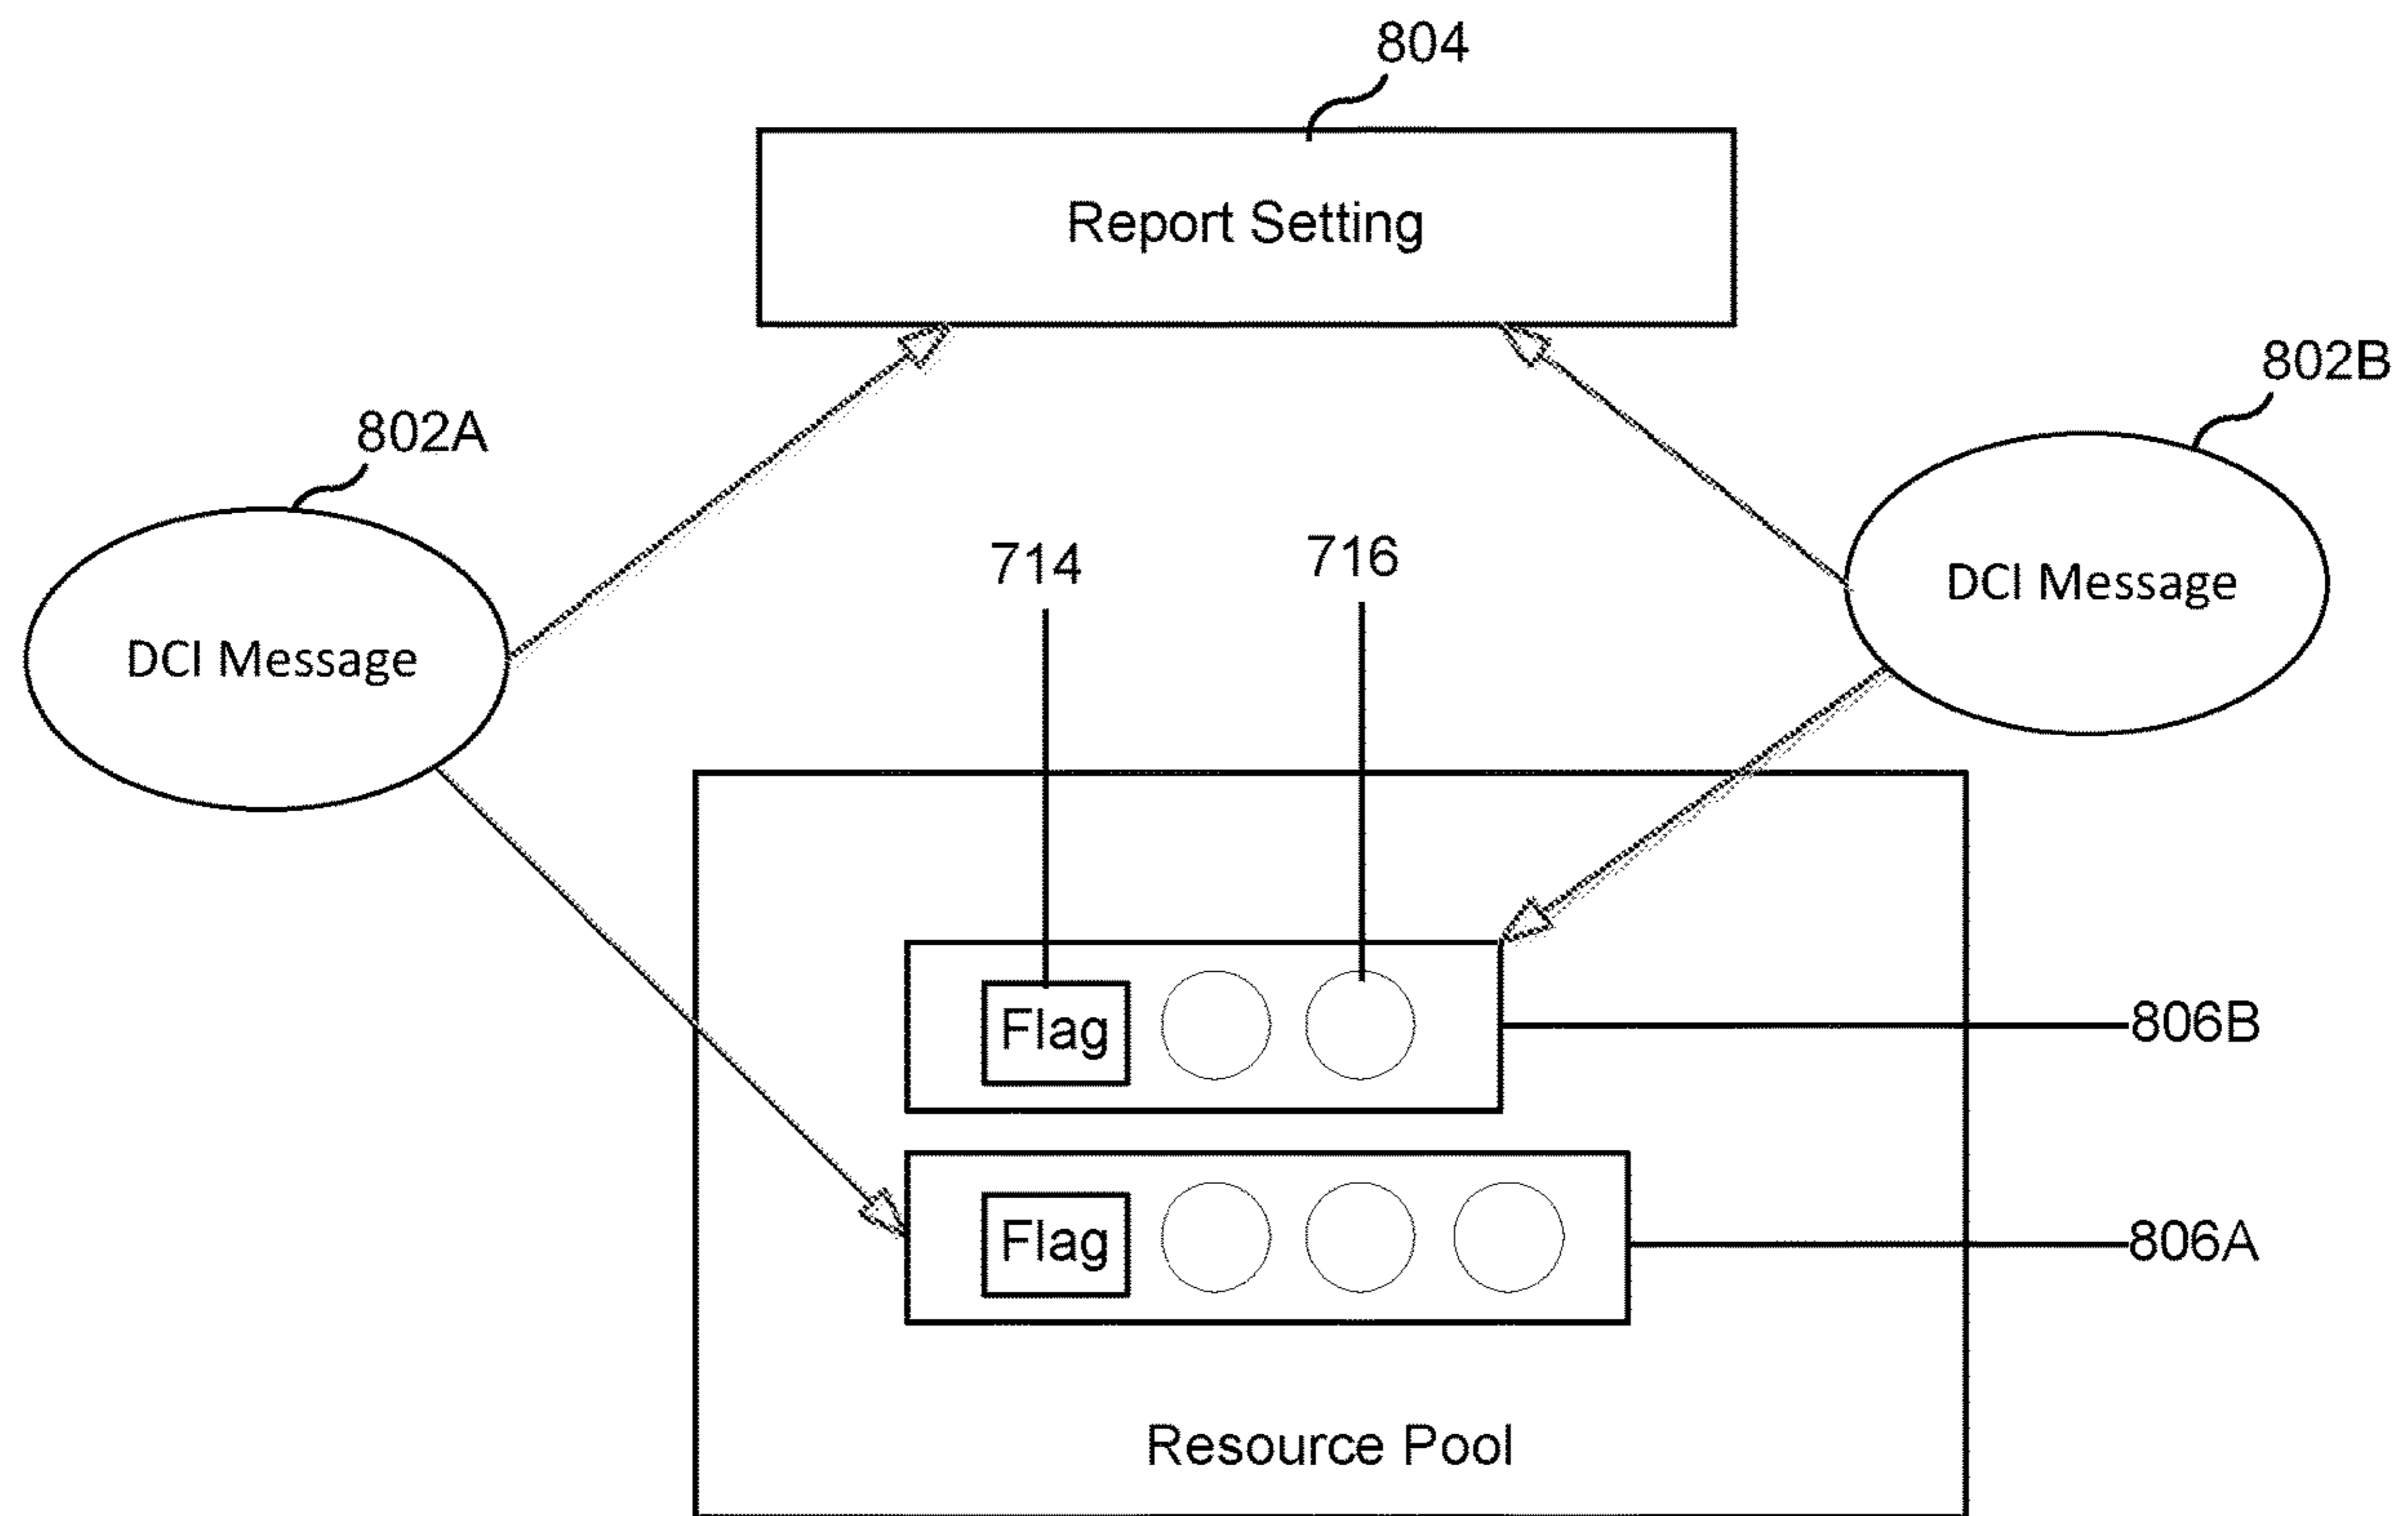 804
Report Setting
802B
802A
714
716
DCI Message
DCI Message
Flag
806B
Flag
806A
Resource Pool